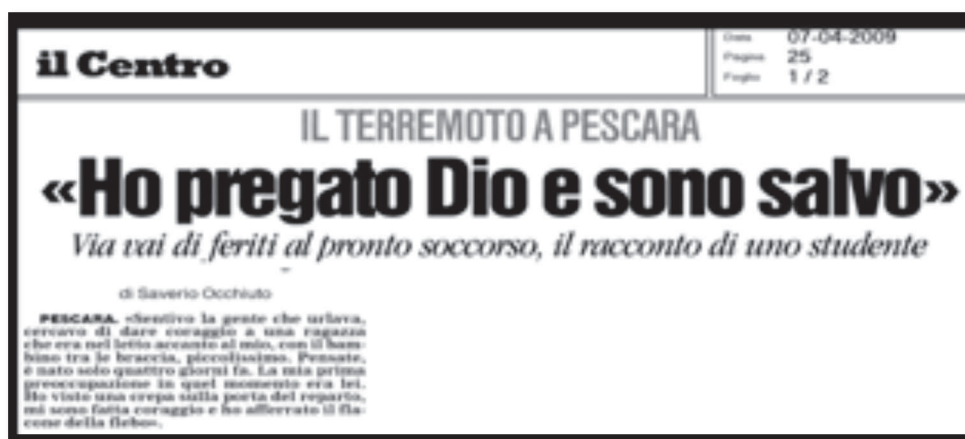 il Centro
Data 07-04-2009
Pagina 25
Foglio 1 / 2
IL TERREMOTO A PESCARA
«Ho pregato Dio e sono salvo»
Via vai di feriti al pronto soccorso, il racconto di uno studente
di Saverio Occhiuto
PESCARA. «Sentivo la gente che urlava,
cercavo di dare coraggio a una ragazza
che era nel letto accanto al mio, con il bam-
bino tra le braccia, piccolissimo. Pensate,
è nato solo quattro giorni fa. La mia prima
preoccupazione in quel momento era lei.
Ho visto una crepa sulla porta del reparto,
mi sono fatta coraggio e ho afferrato il fla-
cone della flebo».